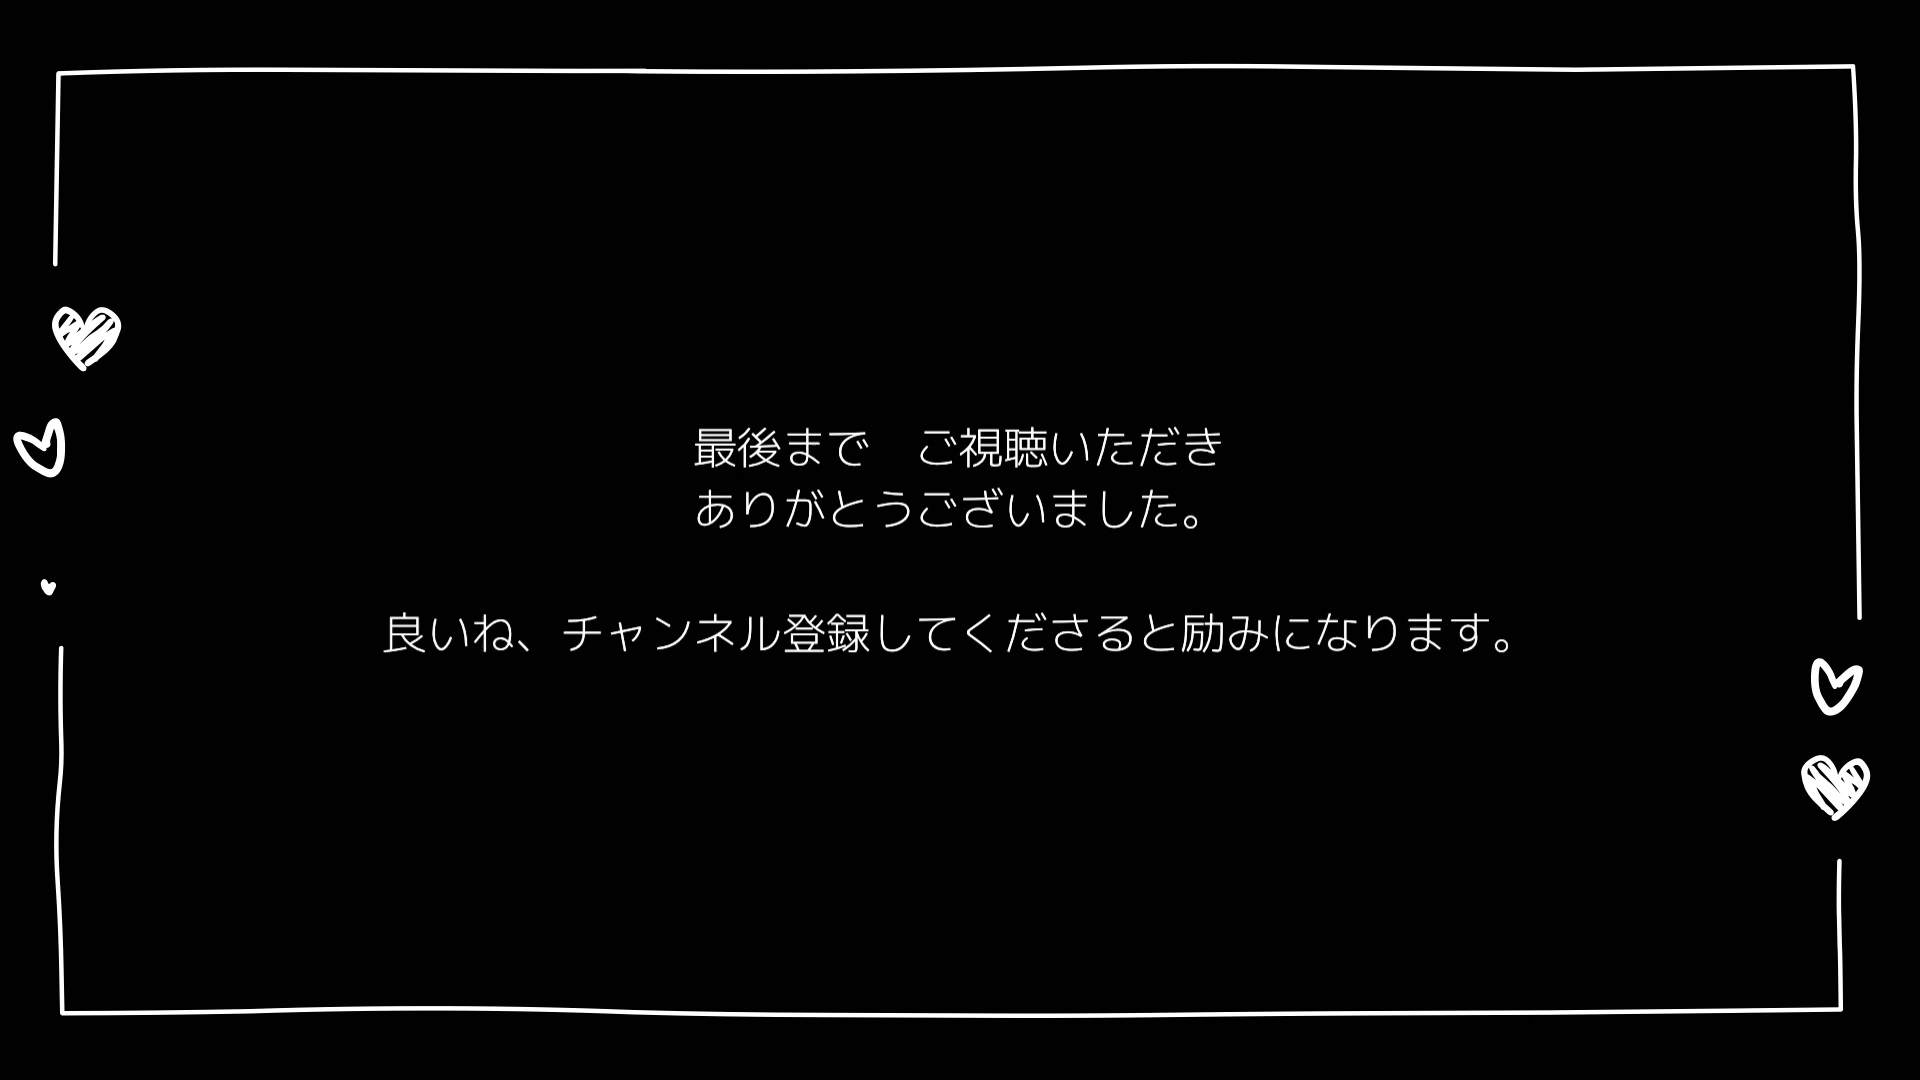 最後まで　ご視聴いただき
ありがとうございました。
良いね、チャンネル登録してくださると励みになります。